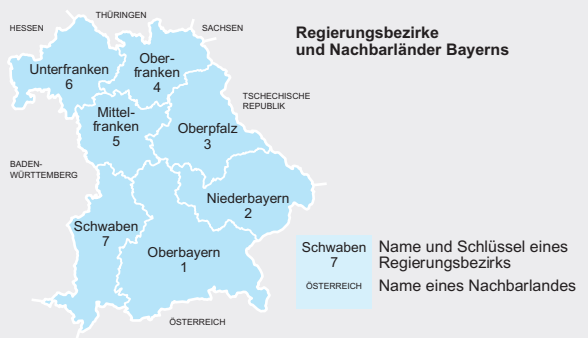 Regierungsbezirke
und Nachbarländer Bayerns
THÜRINGEN
HESSEN
SACHSEN
Ober-
franken
4
Unterfranken
6
TSCHECHISCHE
REPUBLIK
Mittel-
franken
5
Oberpfalz
3
BADEN-
WÜRTTEMBERG
Niederbayern
2
Schwaben
7
Oberbayern
1
ÖSTERREICH
Schwaben
7
Name und Schlüssel eines
Regierungsbezirks
ÖSTERREICH
Name eines Nachbarlandes